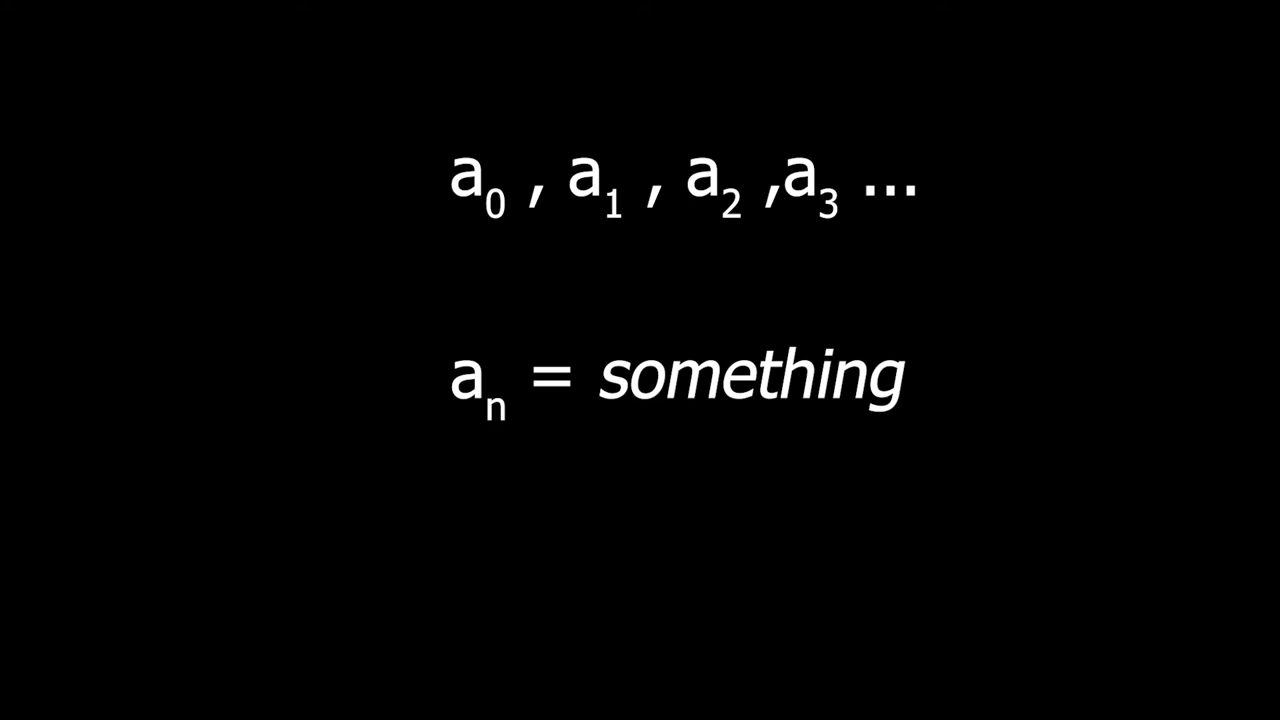 a₀ , a₁ , a₂ ,a₃ ...
aₙ = something